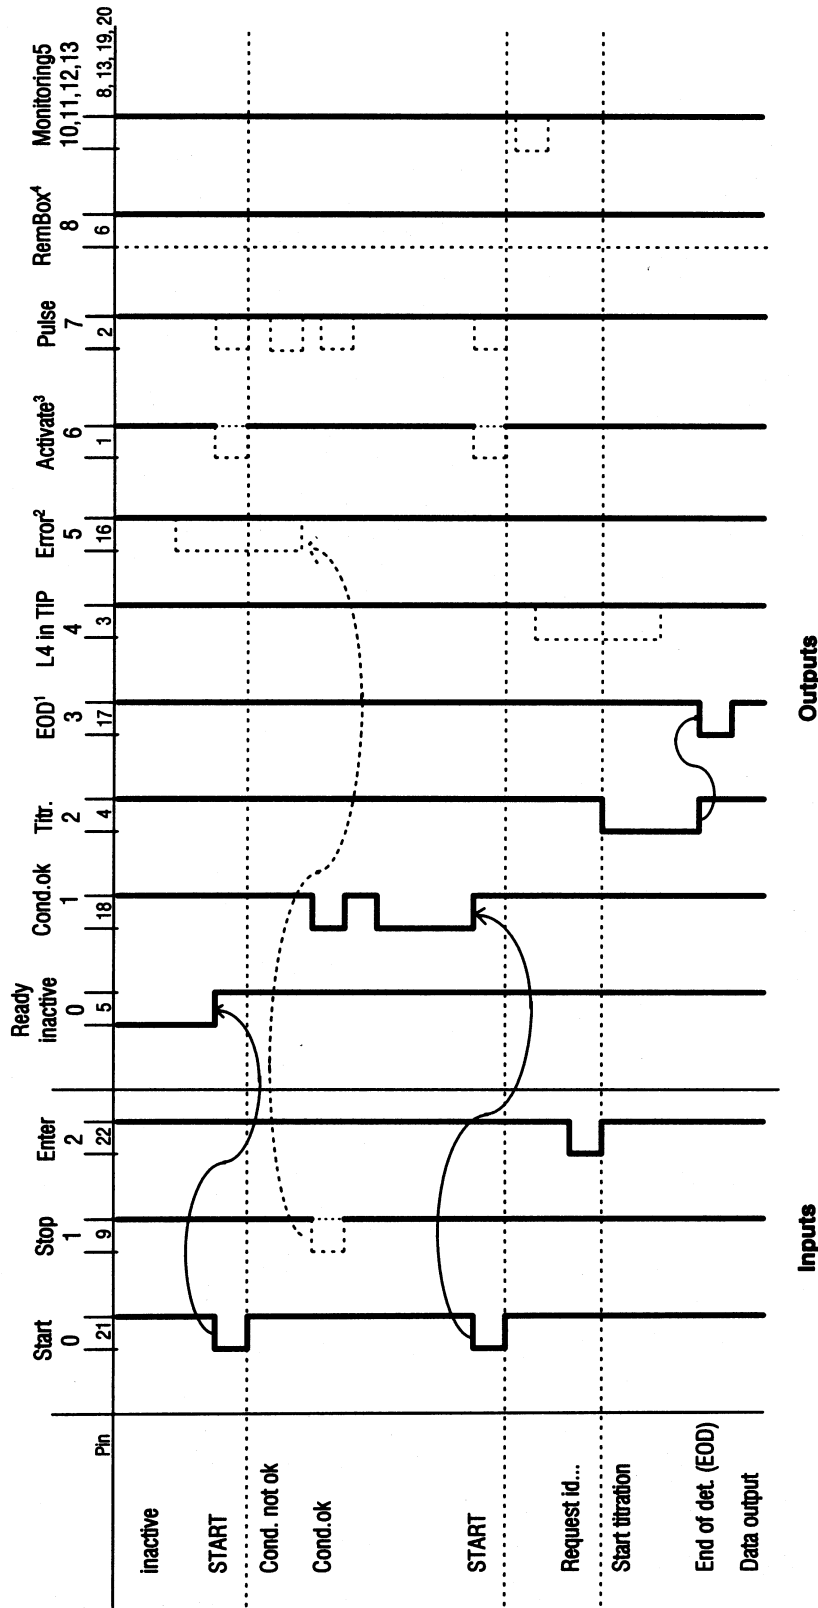 Pin
inactive
START
Cond. not ok
Cond.ok
START
Request id...
Start titration
End of det. (EOD)
Data output
Start
0
21
Stop
1
9
Enter
2
22
Inputs
Ready
inactive
0
5
Cond.ok
1
18
Titr.
2
4
EOD¹
3
17
L4 in TIP
4
3
Error²
5
16
Activate³
6
1
Pulse
7
2
RemBox⁴
8
6
Monitoring5
10,11,12,13
8, 13, 19, 20
Outputs